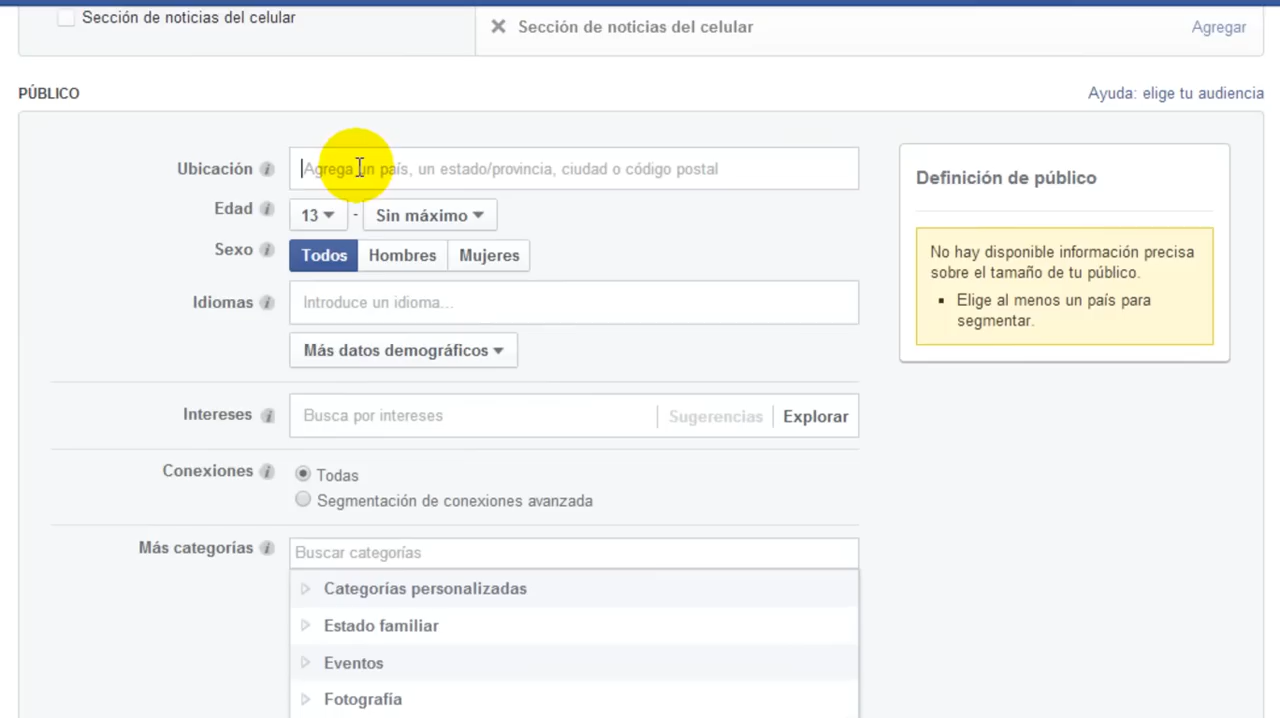 Sección de noticias del celular
Sección de noticias del celular Agregar
PÚBLICO Ayuda: elige tu audiencia
Ubicación Agrega un país, un estado/provincia, ciudad o código postal
Edad 13 - Sin máximo
Sexo Todos Hombres Mujeres
Idiomas Introduce un idioma...
Más datos demográficos
Intereses Busca por intereses Sugerencias Explorar
Conexiones Todas
Segmentación de conexiones avanzada
Más categorías Buscar categorías
Categorías personalizadas
Estado familiar
Eventos
Fotografía
Definición de público
No hay disponible información precisa
sobre el tamaño de tu público.
Elige al menos un país para
segmentar.